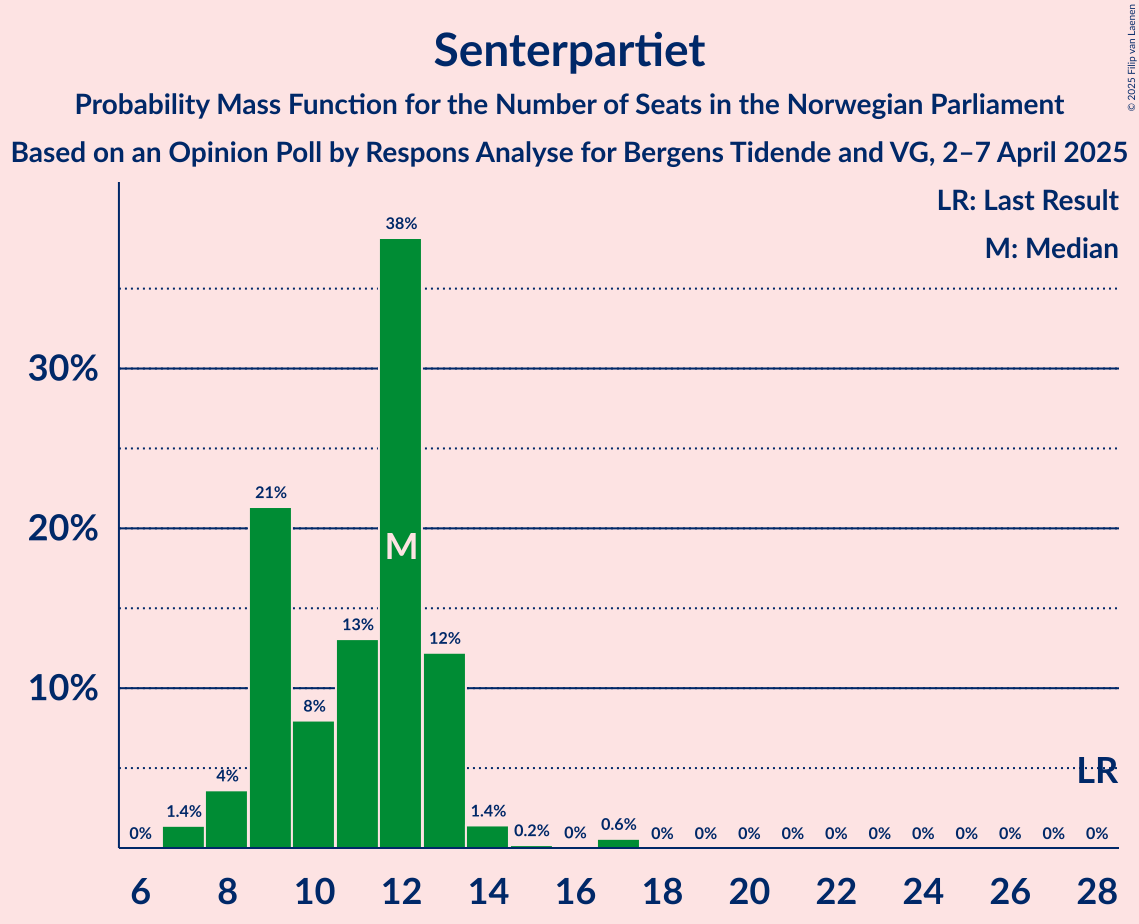 Senterpartiet
Probability Mass Function for the Number of Seats in the Norwegian Parliament
Based on an Opinion Poll by Respons Analyse for Bergens Tidende and VG, 2–7 April 2025
© 2025 Filip van Laenen
LR: Last Result
M: Median
30%
20%
10%
0%
1.4%
4%
21%
8%
13%
38%
M
12%
1.4%
0.2%
0%
0.6%
0%
0%
0%
0%
0%
0%
0%
0%
0%
0%
0%
LR
6 8 10 12 14 16 18 20 22 24 26 28